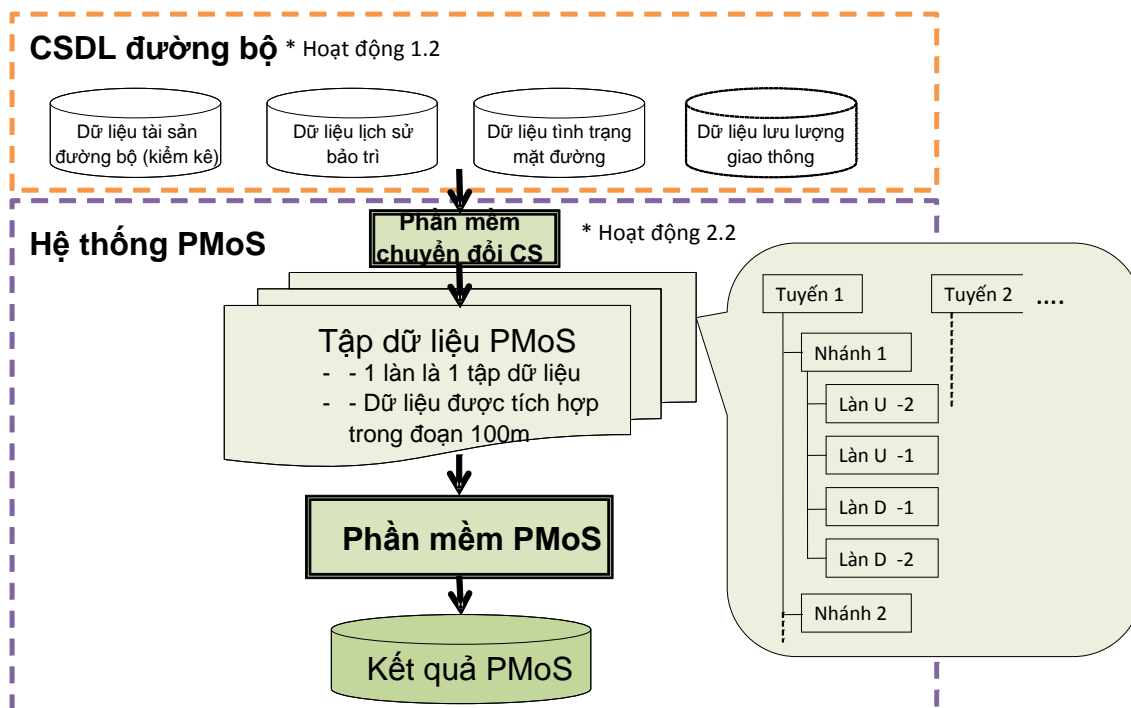 CSDL đường bộ * Hoạt động 1.2
Dữ liệu tài sản
đường bộ (kiểm kê)
Dữ liệu lịch sử
bảo trì
Dữ liệu tình trạng
mặt đường
Dữ liệu lưu lượng
giao thông
Hệ thống PMoS
Phần mềm
chuyển đổi CS
* Hoạt động 2.2
Tập dữ liệu PMoS
- - 1 làn là 1 tập dữ liệu
- - Dữ liệu được tích hợp
trong đoạn 100m
Phần mềm PMoS
Kết quả PMoS
Tuyến 1
Tuyến 2 ....
Nhánh 1
Làn U -2
Làn U -1
Làn D -1
Làn D -2
Nhánh 2